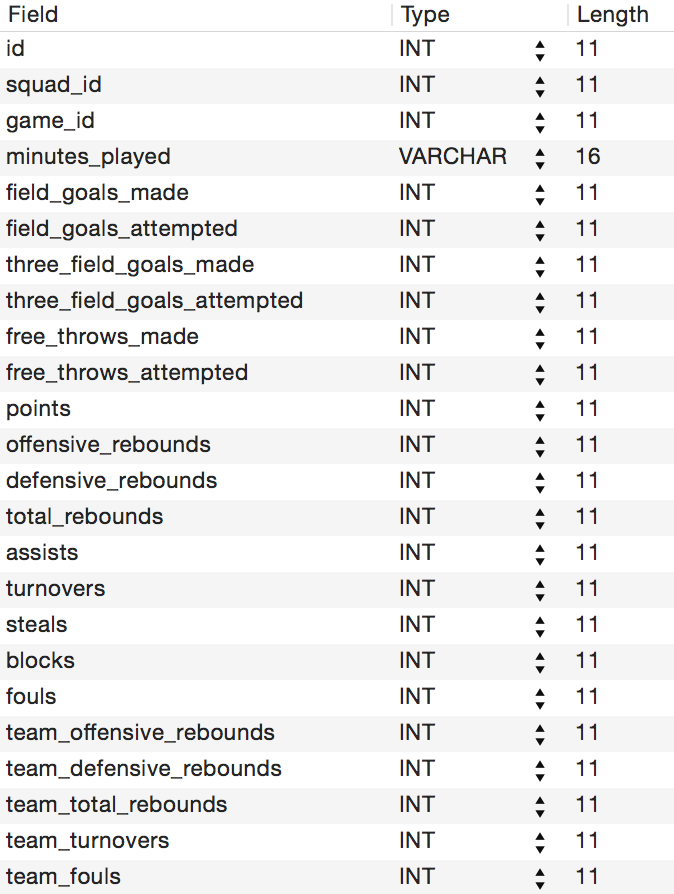 Field Type Length
id INT 11
squad_id INT 11
game_id INT 11
minutes_played VARCHAR 16
field_goals_made INT 11
field_goals_attempted INT 11
three_field_goals_made INT 11
three_field_goals_attempted INT 11
free_throws_made INT 11
free_throws_attempted INT 11
points INT 11
offensive_rebounds INT 11
defensive_rebounds INT 11
total_rebounds INT 11
assists INT 11
turnovers INT 11
steals INT 11
blocks INT 11
fouls INT 11
team_offensive_rebounds INT 11
team_defensive_rebounds INT 11
team_total_rebounds INT 11
team_turnovers INT 11
team_fouls INT 11